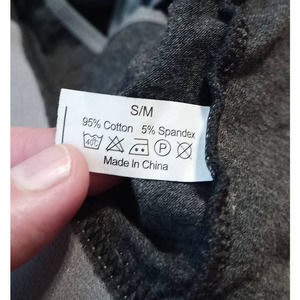 S/M
95% Cotton 5% Spandex
40℃ P
Made In China